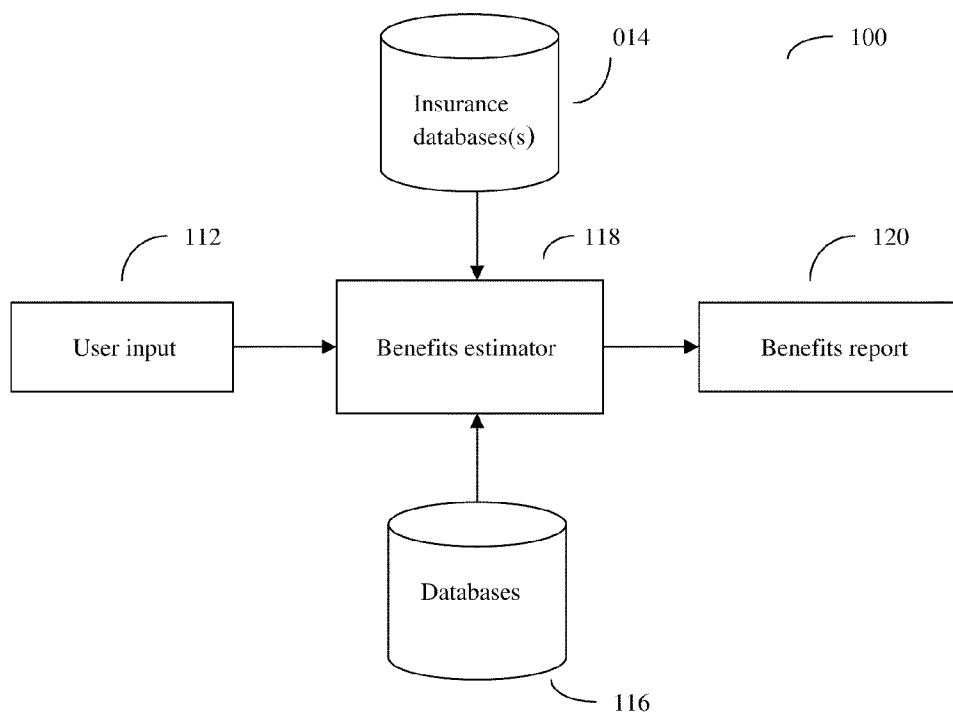 014
100
Insurance
databases(s)
112
118
120
User input
Benefits estimator
Benefits report
Databases
116